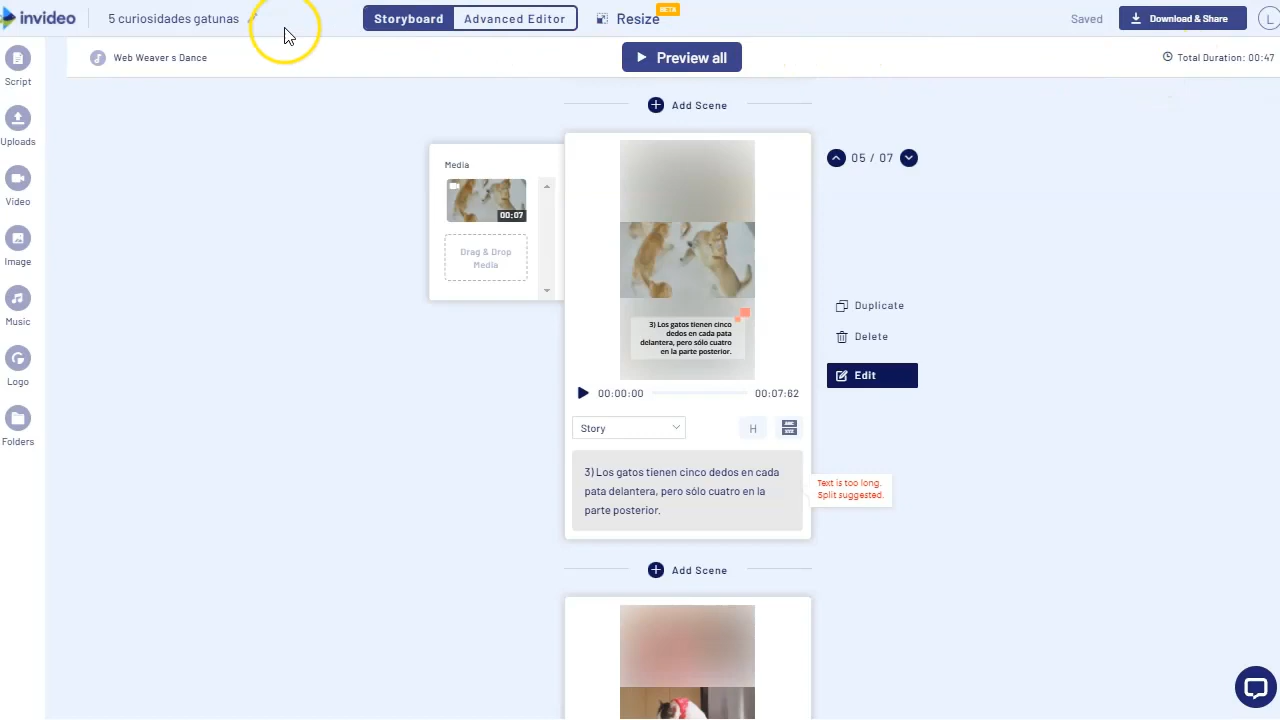 invideo
5 curiosidades gatunas
Storyboard
Advanced Editor
Resize
BETA
Saved
Download & Share
L
Web Weaver s Dance
Preview all
Total Duration: 00:47
Script
Uploads
Video
Image
Music
Logo
Folders
Add Scene
Media
00:07
Drag & Drop
Media
3) Los gatos tienen cinco
dedos en cada pata
delantera, pero sólo cuatro
en la parte posterior.
05 / 07
Duplicate
Delete
Edit
00:00:00
00:07:62
Story
H
ABC
XYZ
3) Los gatos tienen cinco dedos en cada
pata delantera, pero sólo cuatro en la
parte posterior.
Text is too long.
Split suggested.
Add Scene